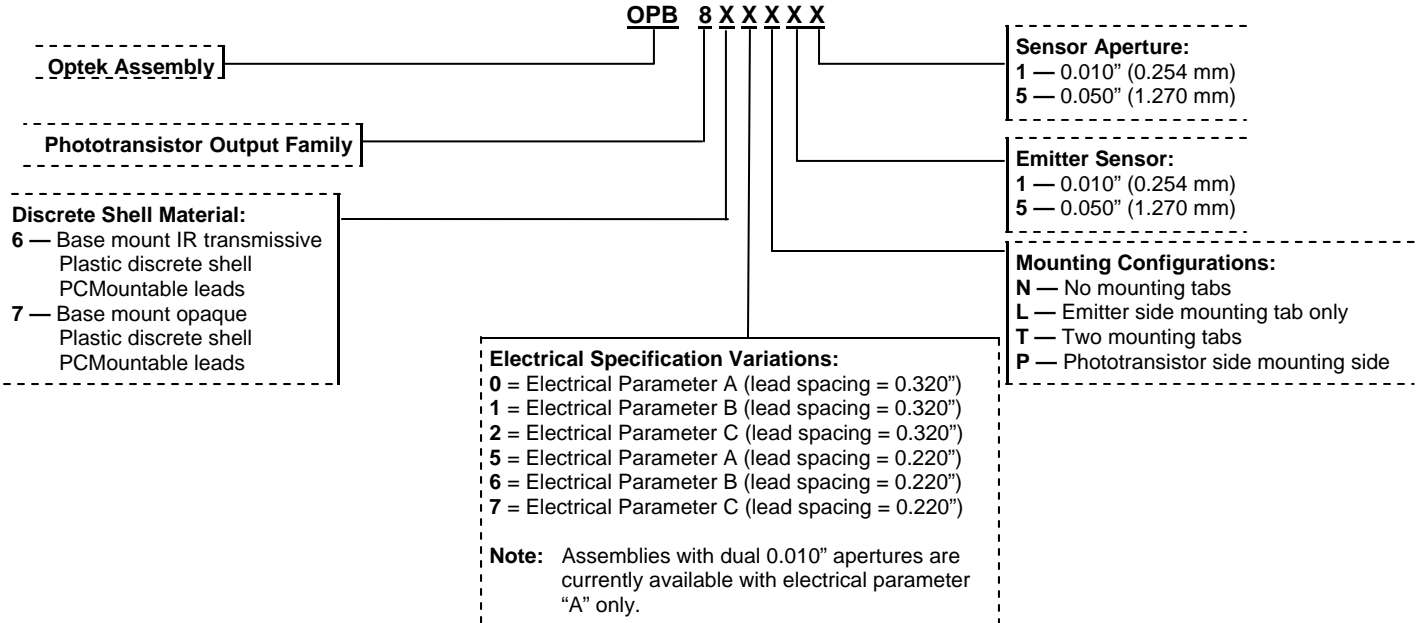 OPB 8 X X X X X
Optek Assembly
Phototransistor Output Family
Discrete Shell Material:
6 — Base mount IR transmissive
Plastic discrete shell
PCMountable leads
7 — Base mount opaque
Plastic discrete shell
PCMountable leads
Electrical Specification Variations:
0 = Electrical Parameter A (lead spacing = 0.320”)
1 = Electrical Parameter B (lead spacing = 0.320”)
2 = Electrical Parameter C (lead spacing = 0.320”)
5 = Electrical Parameter A (lead spacing = 0.220”)
6 = Electrical Parameter B (lead spacing = 0.220”)
7 = Electrical Parameter C (lead spacing = 0.220”)
Note: Assemblies with dual 0.010” apertures are
currently available with electrical parameter
“A” only.
Sensor Aperture:
1 — 0.010” (0.254 mm)
5 — 0.050” (1.270 mm)
Emitter Sensor:
1 — 0.010” (0.254 mm)
5 — 0.050” (1.270 mm)
Mounting Configurations:
N — No mounting tabs
L — Emitter side mounting tab only
T — Two mounting tabs
P — Phototransistor side mounting side